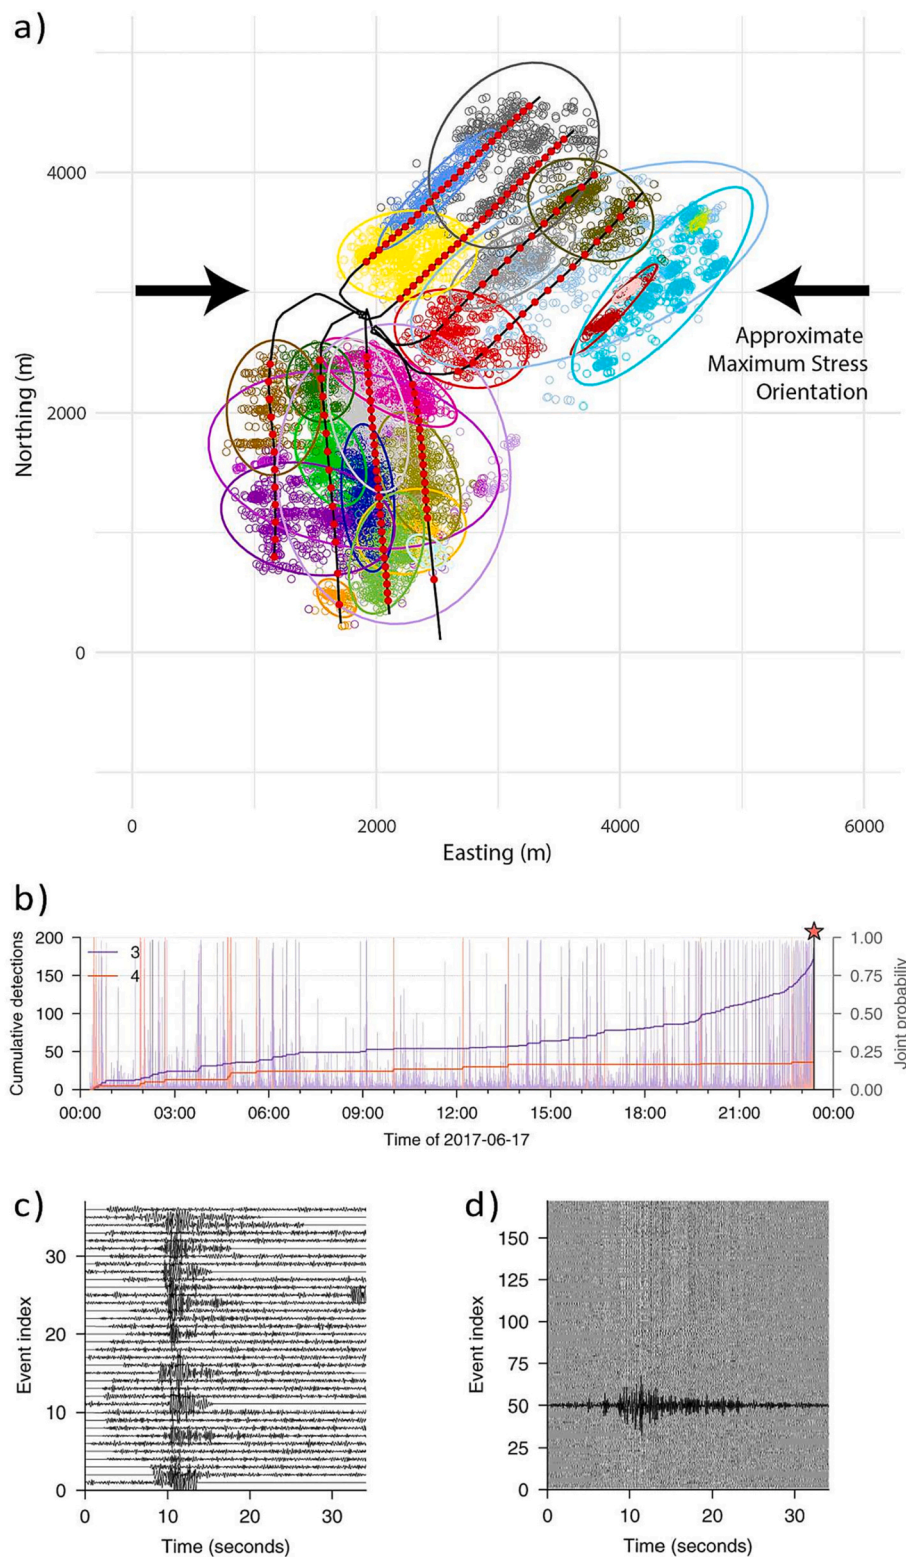 a)
4000
Approximate
Maximum Stress
Orientation
Northing (m)
2000
0
0 2000 4000 6000
Easting (m)
b)
200 1.00
3
150 0.75
4
100 0.50
50 0.25
0 0.00
Cumulative detections
Joint probabiliy
00:00 03:00 06:00 09:00 12:00 15:00 18:00 21:00 00:00
Time of 2017-06-17
c)
30
20
10
0
Event index
0 10 20 30
Time (seconds)
d)
150
125
100
75
50
25
0
Event index
0 10 20 30
Time (seconds)